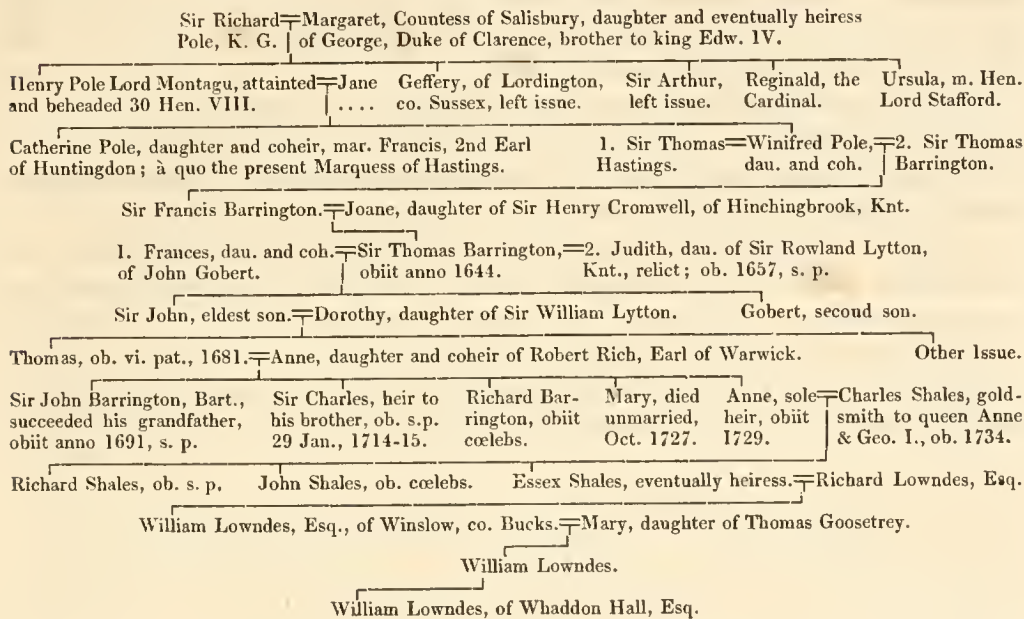 Sir Richard=Margaret, Countess of Salisbury, daughter and eventually heiress
Pole, K. G. of George, Duke of Clarence, brother to king Edw. IV.
Henry Pole Lord Montagu, attainted=Jane Geffery, of Lordington, Sir Arthur, Reginald, the Ursula, m. Hen.
and beheaded 30 Hen. VIII. .... co. Sussex, left issne. left issue. Cardinal. Lord Stafford.
Catherine Pole, daughter and coheir, mar. Francis, 2nd Earl 1. Sir Thomas=Winifred Pole,=2. Sir Thomas
of Huntingdon; à quo the present Marquess of Hastings. Hastings. dau. and coh. Barrington.
Sir Francis Barrington.=Joane, daughter of Sir Henry Cromwell, of Hinchingbrook, Knt.
1. Frances, dau. and coh.=Sir Thomas Barrington,=2. Judith, dau. of Sir Rowland Lytton,
of John Gobert. obiit anno 1644. Knt., relict; ob. 1657, s. p.
Sir John, eldest son.=Dorothy, daughter of Sir William Lytton. Gobert, second son.
Thomas, ob. vi. pat., 1681.=Anne, daughter and coheir of Robert Rich, Earl of Warwick. Other Issue.
Sir John Barrington, Bart., Sir Charles, heir to Richard Bar- Mary, died Anne, sole=Charles Shales, gold-
succeeded his grandfather, his brother, ob. s.p. rington, obiit unmarried, heir, obiit smith to queen Anne
obiit anno 1691, s. p. 29 Jan., 1714-15. cœlebs. Oct. 1727. 1729. & Geo. I., ob. 1734.
Richard Shales, ob. s. p. John Shales, ob. cœlebs. Essex Shales, eventually heiress.=Richard Lowndes, Esq.
William Lowndes, Esq., of Winslow, co. Bucks.=Mary, daughter of Thomas Goosetrey.
William Lowndes.
William Lowndes, of Whaddon Hall, Esq.